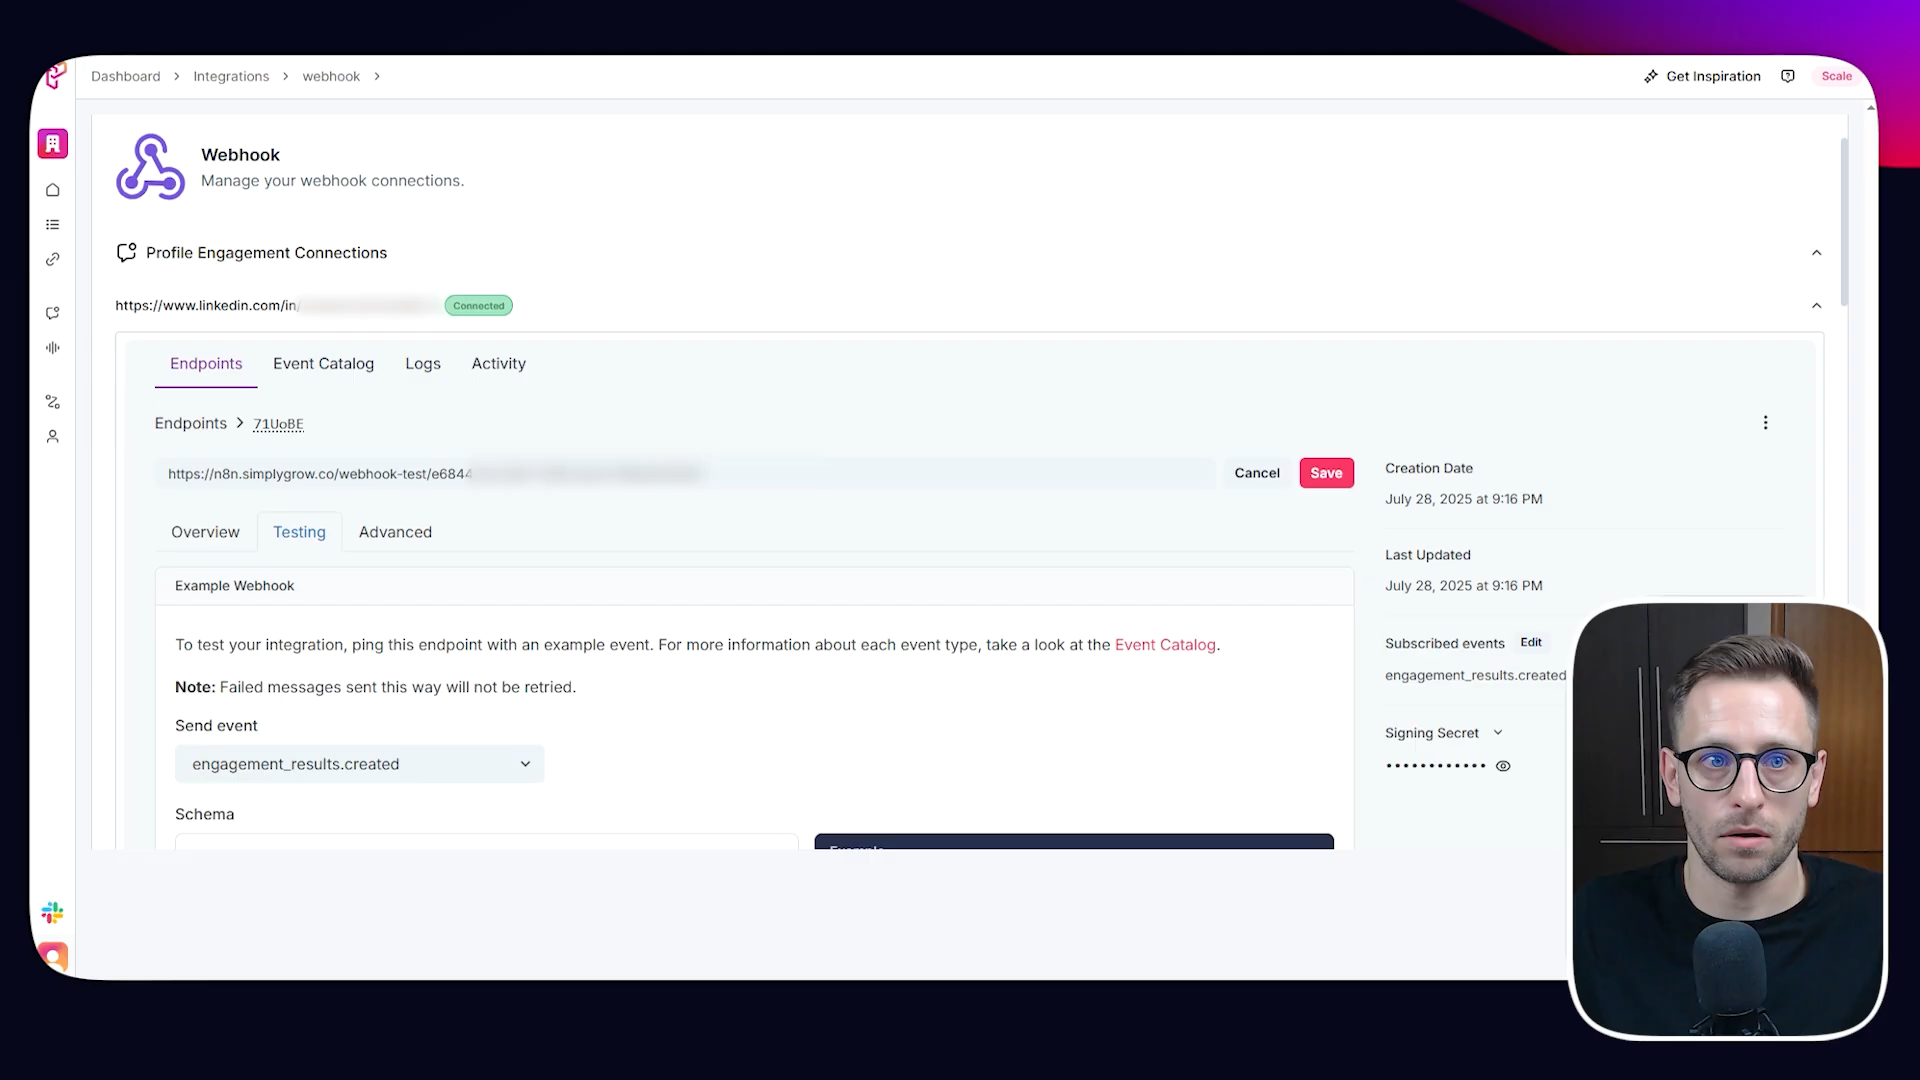 Dashboard > Integrations > webhook >
Get Inspiration
Scale
Webhook
Manage your webhook connections.
Profile Engagement Connections
https://www.linkedin.com/in/
Connected
Endpoints Event Catalog Logs Activity
Endpoints > 71UoBE
https://n8n.simplygrow.co/webhook-test/e6844
Cancel Save
Overview Testing Advanced
Example Webhook
To test your integration, ping this endpoint with an example event. For more information about each event type, take a look at the Event Catalog.
Note: Failed messages sent this way will not be retried.
Send event
engagement_results.created
Schema
Creation Date
July 28, 2025 at 9:16 PM
Last Updated
July 28, 2025 at 9:16 PM
Subscribed events Edit
engagement_results.created
Signing Secret